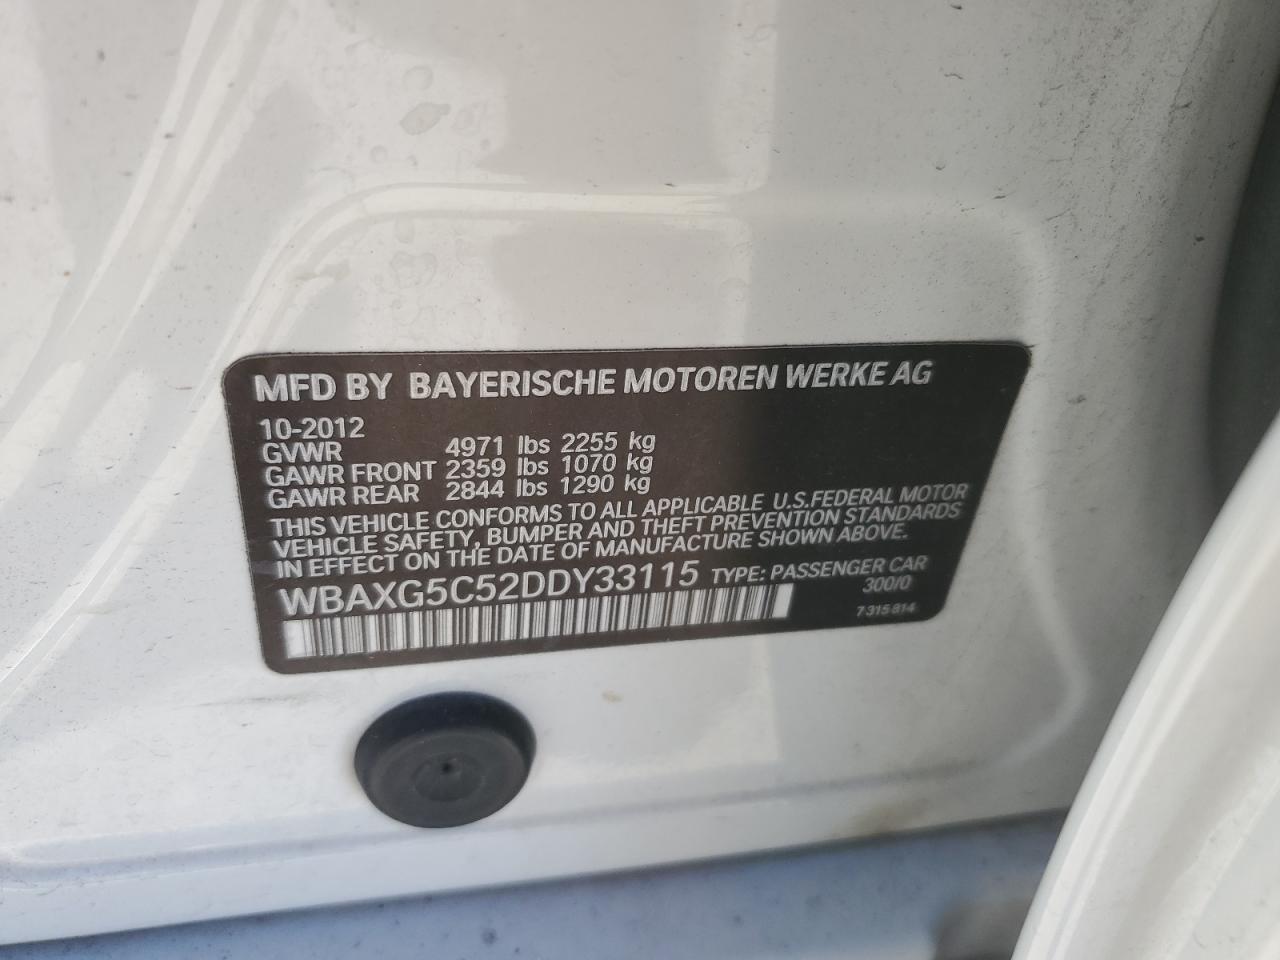 MFD BY BAYERISCHE MOTOREN WERKE AG
10-2012
GVWR 4971 lbs 2255 kg
GAWR FRONT 2359 lbs 1070 kg
GAWR REAR 2844 lbs 1290 kg
THIS VEHICLE CONFORMS TO ALL APPLICABLE U.S.FEDERAL MOTOR
VEHICLE SAFETY, BUMPER AND THEFT PREVENTION STANDARDS
IN EFFECT ON THE DATE OF MANUFACTURE SHOWN ABOVE.
WBAXG5C52DDY33115 TYPE: PASSENGER CAR
300/0
7 315 814